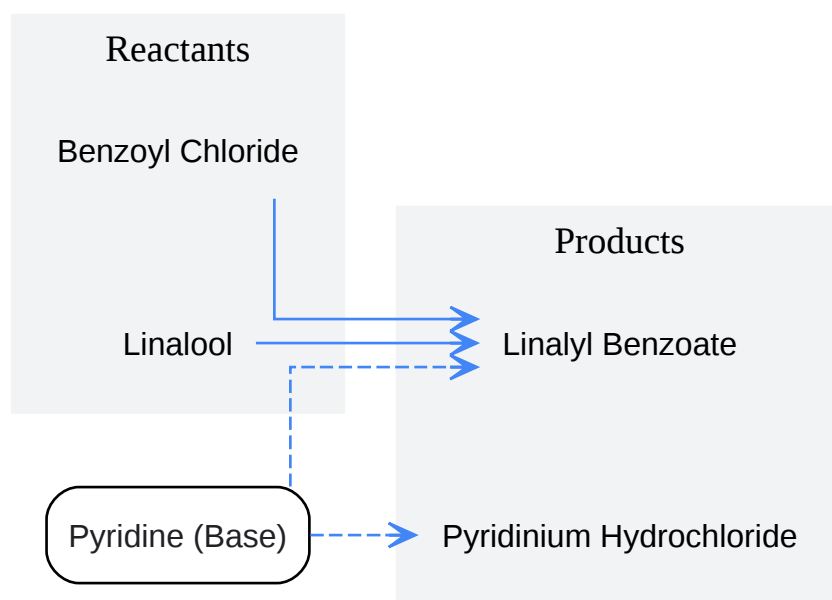 Reactants
Benzoyl Chloride
Products
Linalool
Linalyl Benzoate
Pyridine (Base)
Pyridinium Hydrochloride